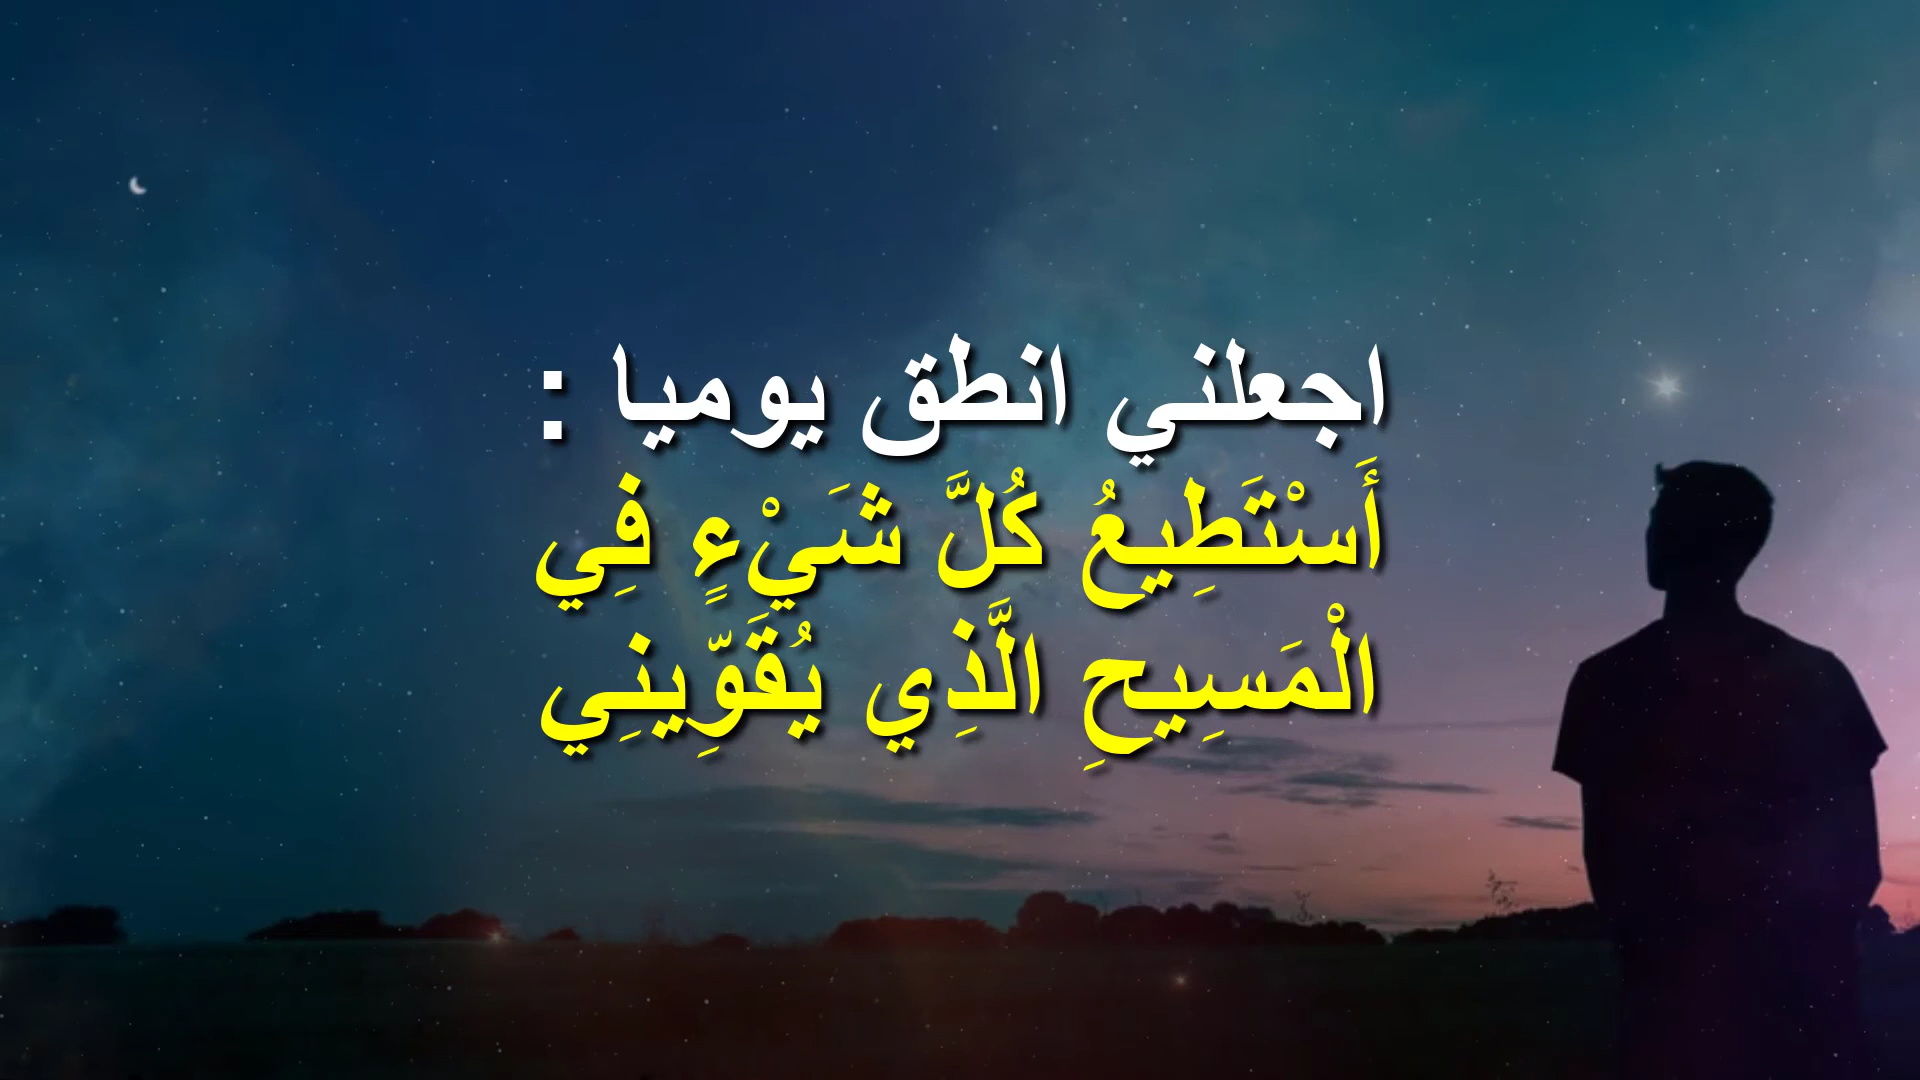 اجعلني انطق يوميا :
أَسْتَطِيعُ كُلَّ شَيْءٍ فِي
الْمَسِيحِ الَّذِي يُقَوِّينِي